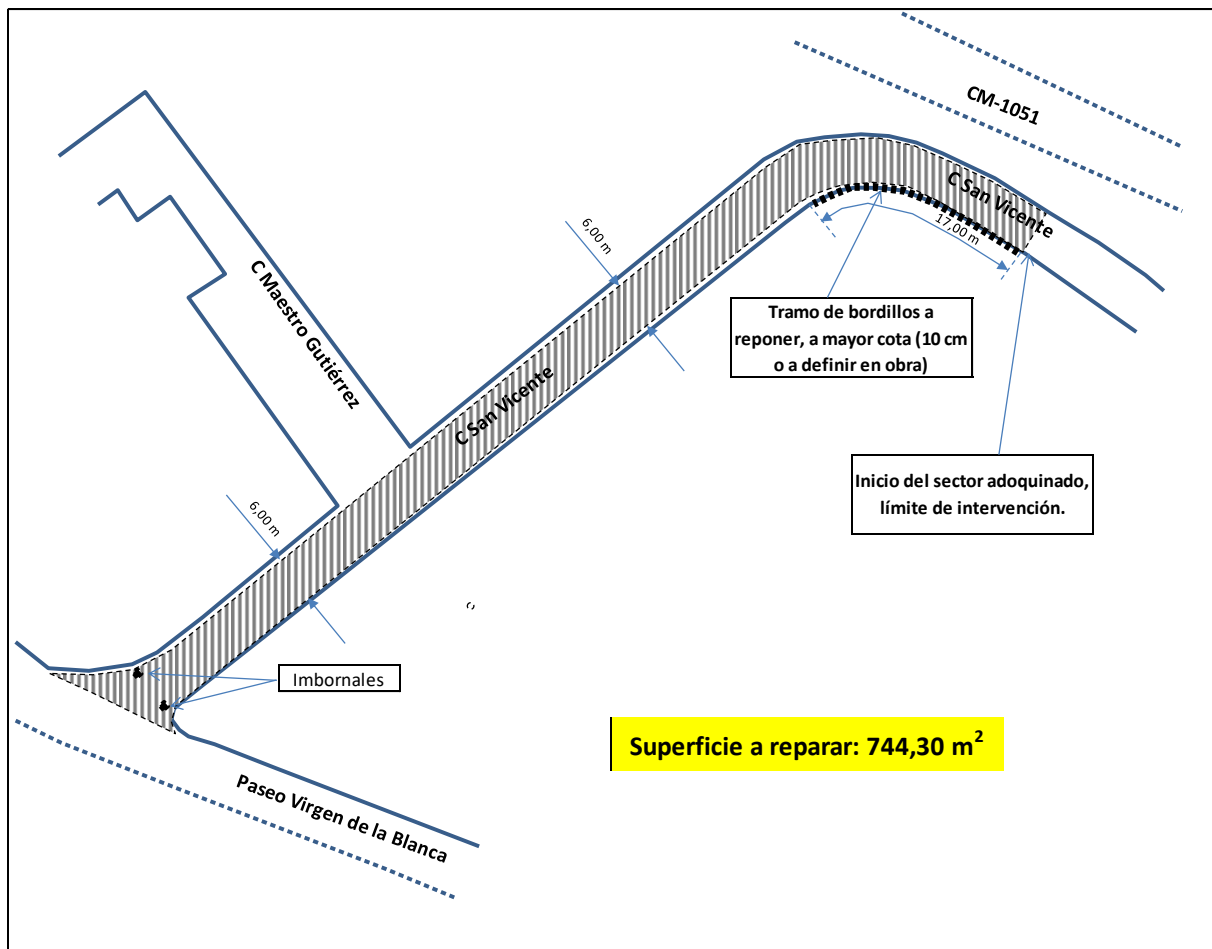 CM-1051
C San Vicente
17,00 m
6,00 m
Tramo de bordillos a
reponer, a mayor cota (10 cm
o a definir en obra)
C Maestro Gutiérrez
C San Vicente
Inicio del sector adoquinado,
límite de intervención.
6,00 m
Imbornales
Superficie a reparar: 744,30 m²
Paseo Virgen de la Blanca